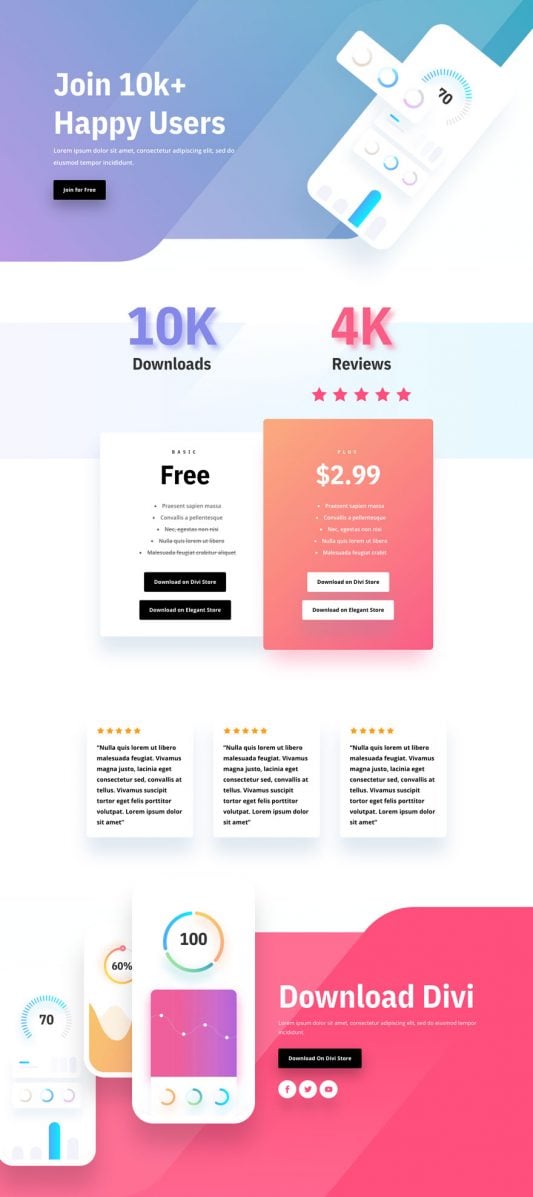 Join 10k+
Happy Users
Lorem ipsum dolor sit amet, consectetur adipiscing elit, sed do
eiusmod tempor incididunt.
Join for Free
70
10K
Downloads
4K
Reviews
BASIC
Free
• Praesent sapien massa
• Convallis a pellentesque
• Nec, egestas non nisi
• Nulla quis lorem ut libero
• Malesuada feugiat crabitur aliquet
Download on Divi Store
Download on Elegant Store
PLUS
$2.99
• Praesent sapien massa
• Convallis a pellentesque
• Nec, egestas non nisi
• Nulla quis lorem ut libero
• Malesuada feugiat crabit
Download on Divi Store
Download on Elegant Store
"Nulla quis lorem ut libero
malesuada feugiat. Vivamus
magna justo, lacinia eget
consectetur sed, convallis at
tellus. Vivamus suscipit
tortor eget felis porttitor
volutpat. Lorem ipsum dolor
sit amet"
"Nulla quis lorem ut libero
malesuada feugiat. Vivamus
magna justo, lacinia eget
consectetur sed, convallis at
tellus. Vivamus suscipit
tortor eget felis porttitor
volutpat. Lorem ipsum dolor
sit amet"
"Nulla quis lorem ut libero
malesuada feugiat. Vivamus
magna justo, lacinia eget
consectetur sed, convallis at
tellus. Vivamus suscipit
tortor eget felis porttitor
volutpat. Lorem ipsum dolor
sit amet"
70
60%
100
Download Divi
Lorem ipsum dolor sit amet, consectetur adipiscing elit, sed do eiusmod tempor
incididunt.
Download On Divi Store